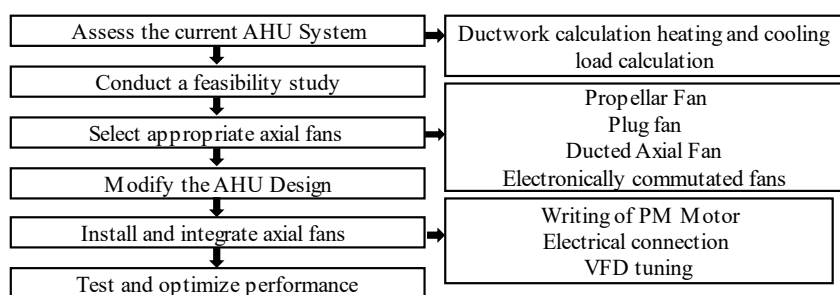 Assess the current AHU System
Ductwork calculation heating and cooling
load calculation
Conduct a feasibility study
Select appropriate axial fans
Propellar Fan
Plug fan
Ducted Axial Fan
Electronically commutated fans
Modify the AHU Design
Install and integrate axial fans
Writing of PM Motor
Electrical connection
VFD tuning
Test and optimize performance